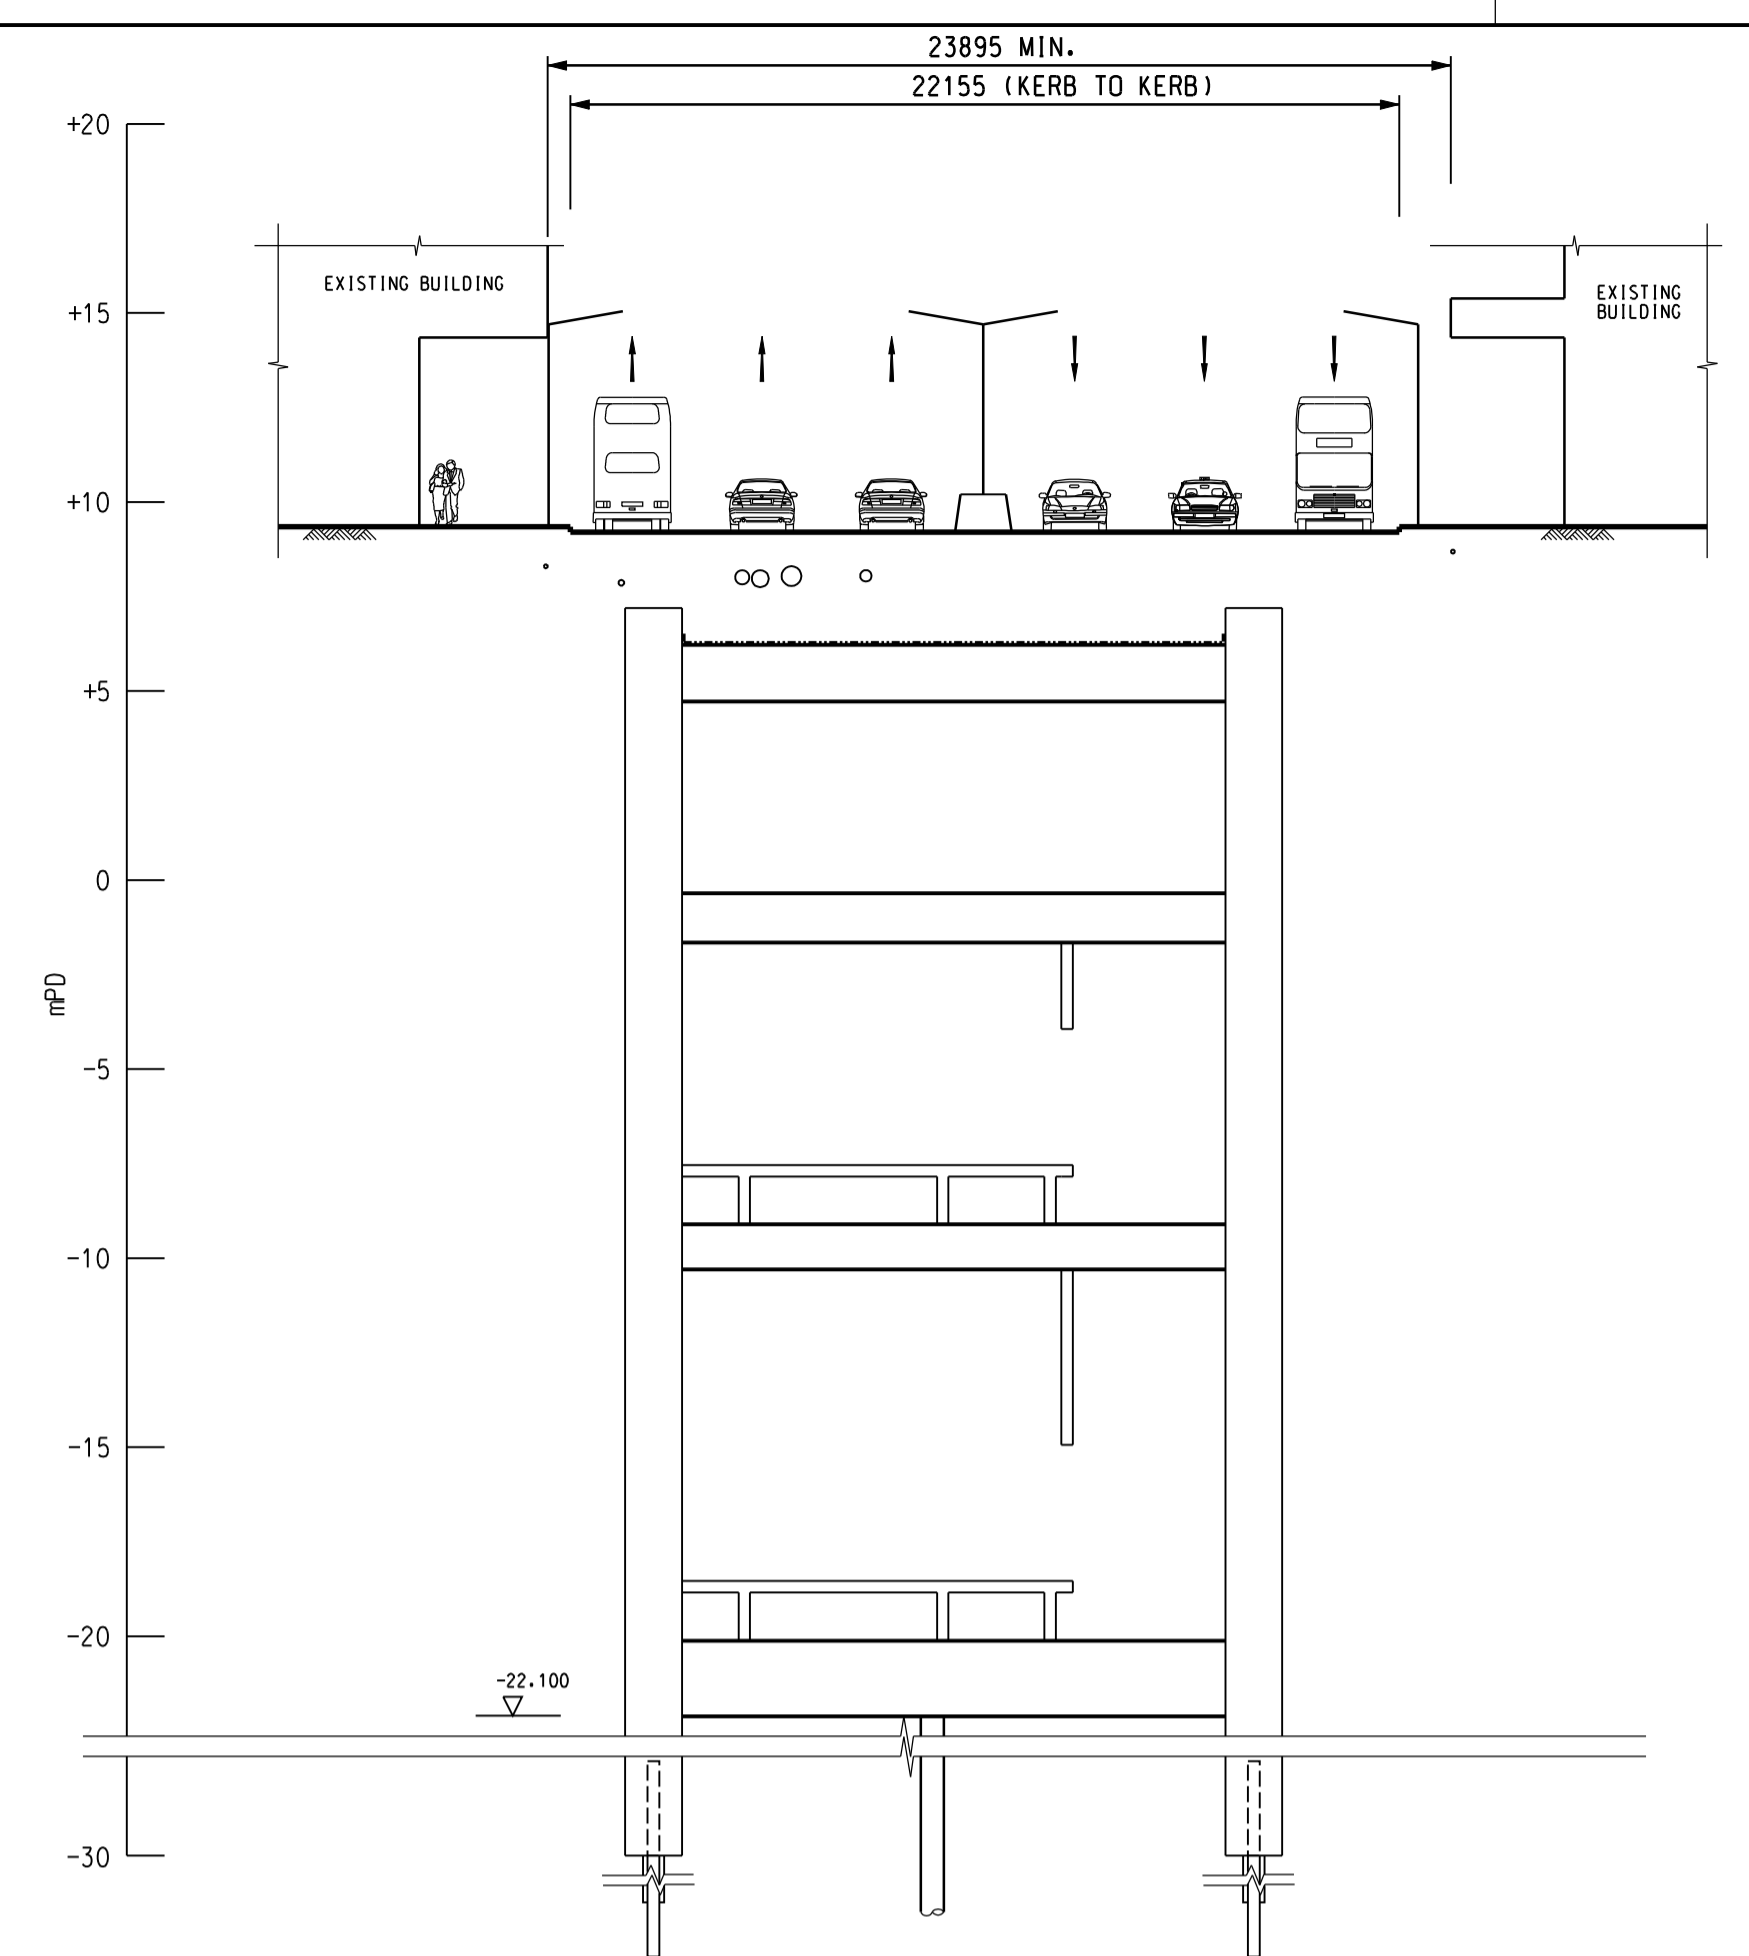 23895 MIN.
22155 (KERB TO KERB)
+20
EXISTING BUILDING
EXISTING
BUILDING
+15
+10
+5
0
mPD
-5
-10
-15
-20
-22.100
-30